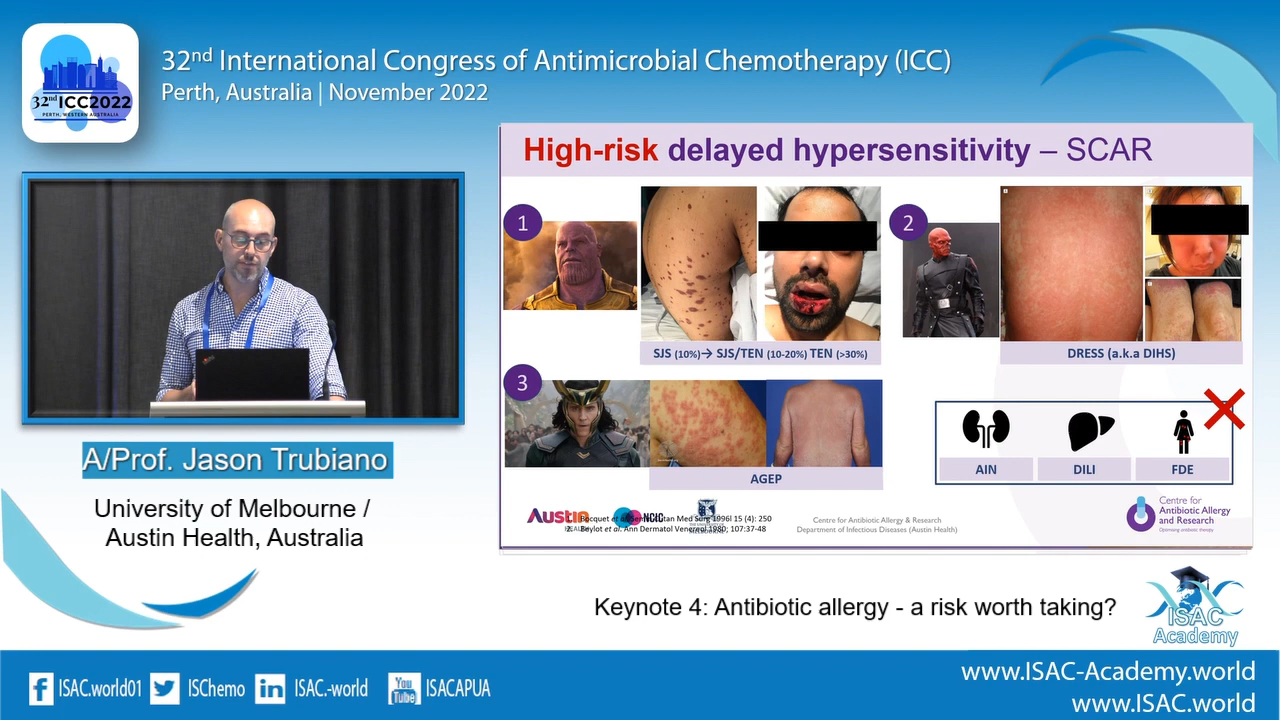 32nd International Congress of Antimicrobial Chemotherapy (ICC)
Perth, Australia | November 2022
32nd ICC2022
PERTH, WESTERN AUSTRALIA
High-risk delayed hypersensitivity – SCAR
1
2
SJS (10%)→ SJS/TEN (10-20%) TEN (>30%)
DRESS (a.k.a DIHS)
3
AGEP
AIN
DILI
FDE
Austin
NCIC
Med Surg 1996l 15 (4): 250
Beylot et al. Ann Dermatol Venereol 1980; 107:37-48
Centre for Antibiotic Allergy & Research
Department of Infectious Diseases (Austin Health)
Centre for
Antibiotic Allergy
and Research
Optimising antibiotic therapy
A/Prof. Jason Trubiano
University of Melbourne /
Austin Health, Australia
Keynote 4: Antibiotic allergy - a risk worth taking?
ISAC
Academy
ISAC.world01
ISChemo
ISAC.-world
You
Tube
ISACAPUA
www.ISAC-Academy.world
www.ISAC.world